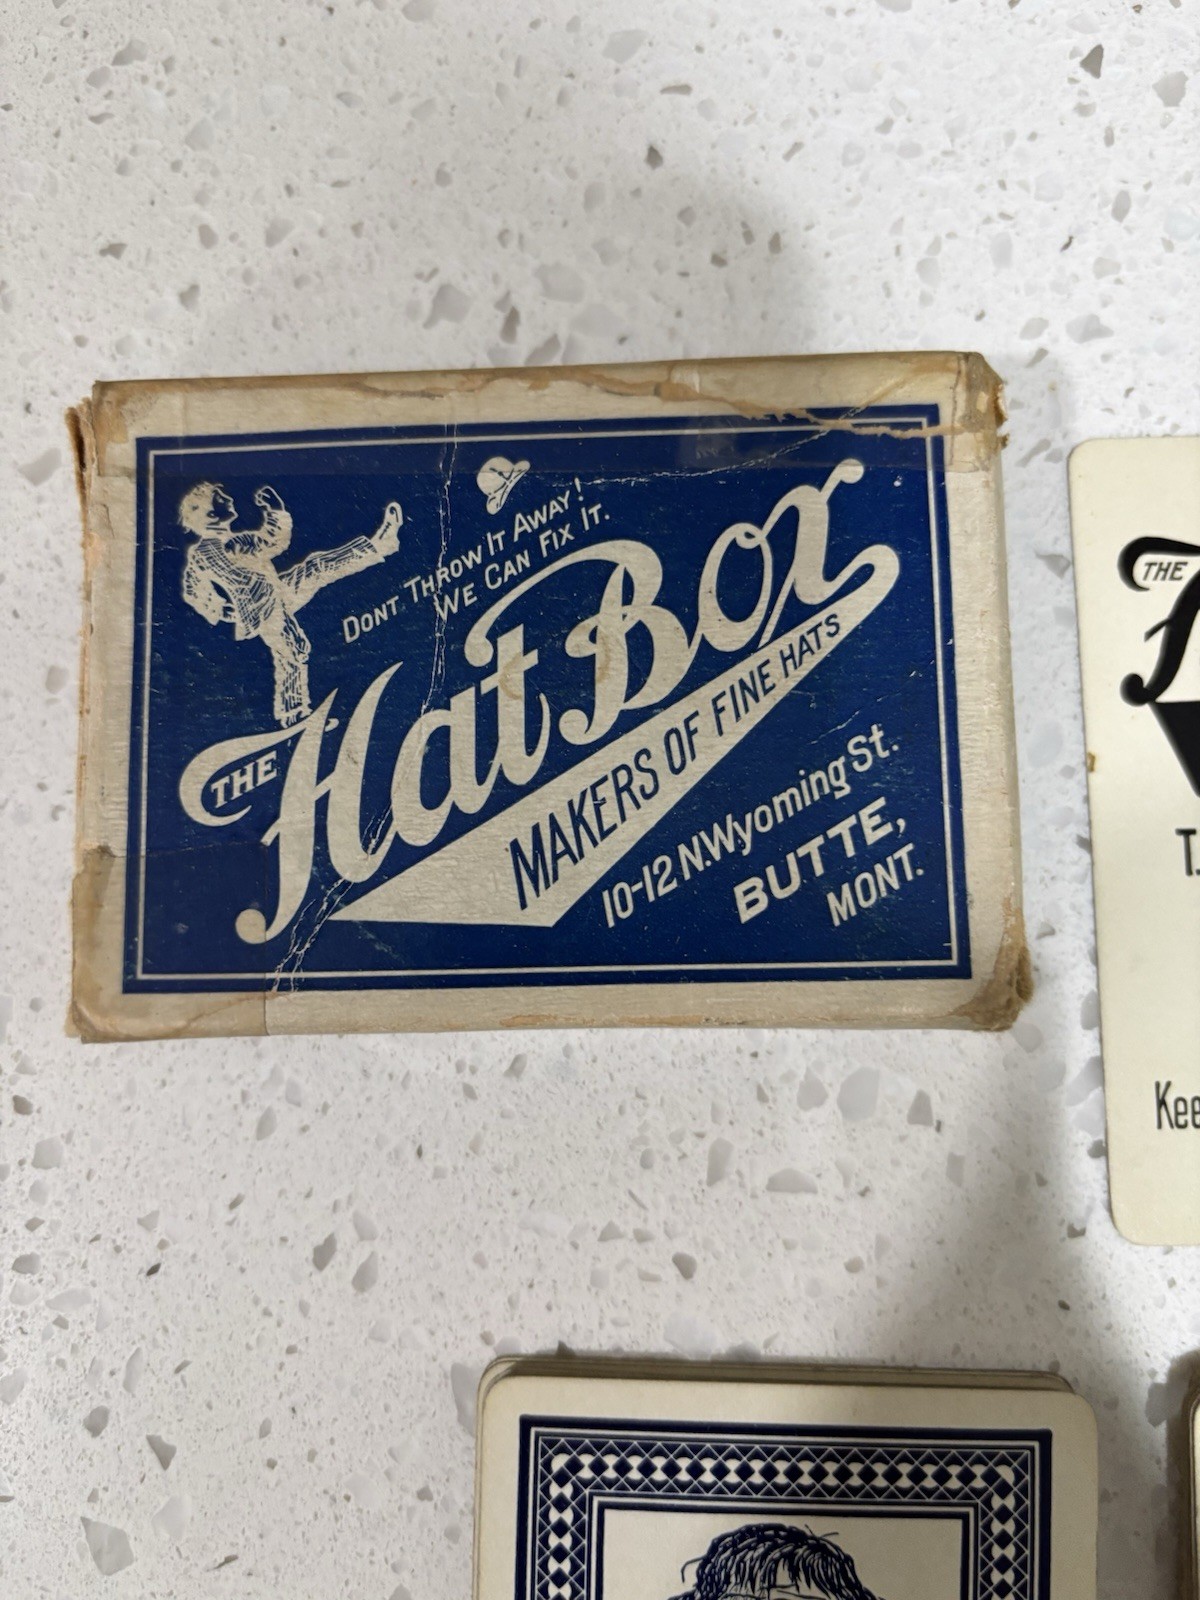 DONT THROW IT AWAY!
WE CAN FIX IT.
THE Hat Box
MAKERS OF FINE HATS
10-12 N. Wyoming St.
BUTTE,
MONT.
THE
T.